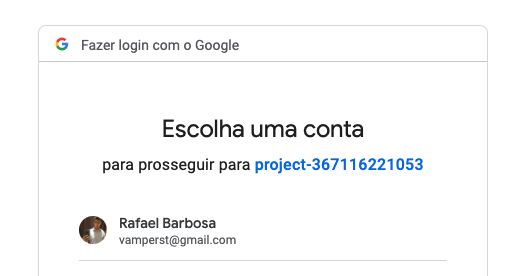 Fazer login com o Google
Escolha uma conta
para prosseguir para project-367116221053
Rafael Barbosa
vamperst@gmail.com